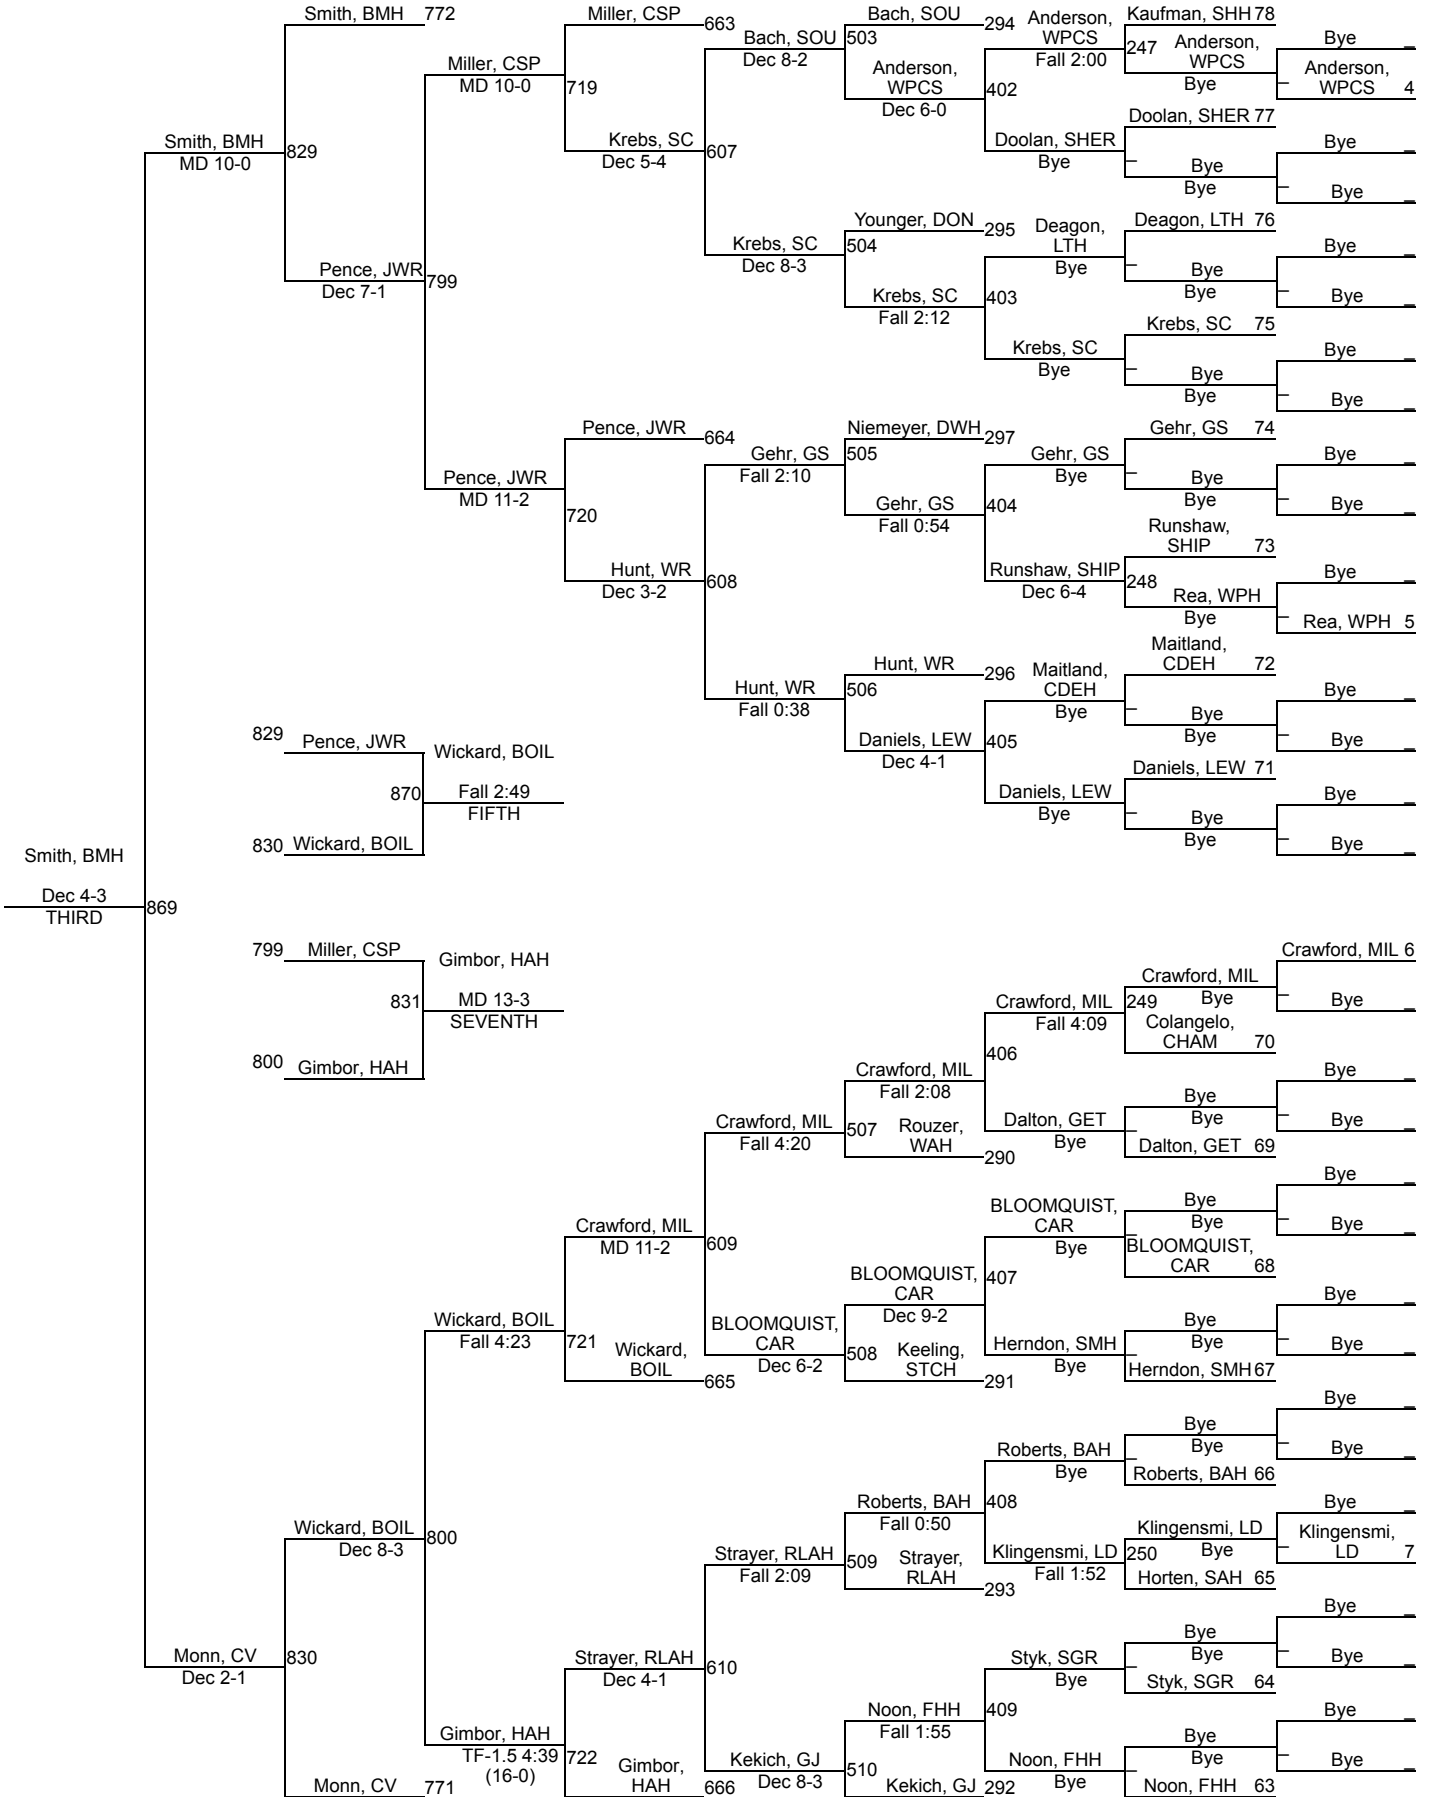 Smith, BMH 772
Miller, CSP 663
Bach, SOU 294
Anderson,
WPCS
Fall 2:00
Kaufman, SHH 78
247 Anderson,
WPCS
Bye
Bye _
Anderson,
WPCS 4
Bach, SOU 503
Dec 8-2
Miller, CSP
MD 10-0
719
Anderson,
WPCS
Dec 6-0
402
Doolan, SHER 77
Smith, BMH
MD 10-0
829
Krebs, SC
Dec 5-4
607
Doolan, SHER
Bye
Bye
Bye
Bye _
Bye _
Younger, DON 295
Deagon,
LTH
Bye
Deagon, LTH 76
Krebs, SC 504
Dec 8-3
Bye
Bye
Bye _
Bye _
Pence, JWR 799
Dec 7-1
Krebs, SC
Fall 2:12
403
Krebs, SC 75
Krebs, SC
Bye
Bye
Bye
Bye _
Bye _
Pence, JWR 664
Niemeyer, DWH 297
Gehr, GS 74
Gehr, GS 505
Fall 2:10
Gehr, GS
Bye
Bye
Bye
Bye _
Bye _
Pence, JWR
MD 11-2
720
Gehr, GS
Fall 0:54
404
Runshaw,
SHIP 73
Hunt, WR
Dec 3-2
608
Runshaw, SHIP
Dec 6-4
248
Rea, WPH
Bye
Bye _
Rea, WPH 5
Hunt, WR 296
Maitland,
CDEH
Bye
Maitland,
CDEH 72
Hunt, WR 506
Fall 0:38
Bye
Bye
Bye _
Bye _
829 Pence, JWR
Wickard, BOIL
870 Fall 2:49
FIFTH
830 Wickard, BOIL
Daniels, LEW
Dec 4-1
405
Daniels, LEW 71
Daniels, LEW
Bye
Bye
Bye
Bye _
Bye _
Smith, BMH
Dec 4-3
THIRD
869
799 Miller, CSP
Gimbor, HAH
831 MD 13-3
SEVENTH
800 Gimbor, HAH
Crawford, MIL 6
Crawford, MIL
249 Bye
Bye _
Crawford, MIL
Fall 4:09
Colangelo,
CHAM 70
406
Crawford, MIL
Fall 2:08
Bye
Bye
Bye _
Bye _
Crawford, MIL
Fall 4:20
507 Rouzer,
WAH 290
Dalton, GET
Bye
Dalton, GET 69
Crawford, MIL
MD 11-2
609
BLOOMQUIST,
CAR
Bye
Bye
Bye
Bye _
Bye _
BLOOMQUIST,
CAR 68
BLOOMQUIST,
CAR
Dec 9-2
407
Wickard, BOIL
Fall 4:23
721 Wickard,
BOIL 665
BLOOMQUIST,
CAR
Dec 6-2
508 Keeling,
STCH 291
Herndon, SMH
Bye
Bye
Bye
Bye _
Bye _
Herndon, SMH 67
Roberts, BAH
Bye
Bye
Bye
Bye _
Bye _
Roberts, BAH 66
Roberts, BAH
Fall 0:50
408
Wickard, BOIL
Dec 8-3
800
Strayer, RLAH
Fall 2:09
509 Strayer,
RLAH 293
Klingensmi, LD
Fall 1:52
250
Klingensmi, LD
Bye
Bye _
Klingensmi,
LD 7
Horten, SAH 65
Monn, CV
Dec 2-1
830
Strayer, RLAH
Dec 4-1
610
Styk, SGR
Bye
Bye
Bye
Bye _
Bye _
Styk, SGR 64
Noon, FHH
Fall 1:55
409
Gimbor, HAH
TF-1.5 4:39
(16-0)
722 Gimbor,
HAH 666
Kekich, GJ
Dec 8-3
510
Noon, FHH
Bye
Bye
Bye
Bye _
Bye _
Monn, CV 771
Kekich, GJ 292
Noon, FHH 63